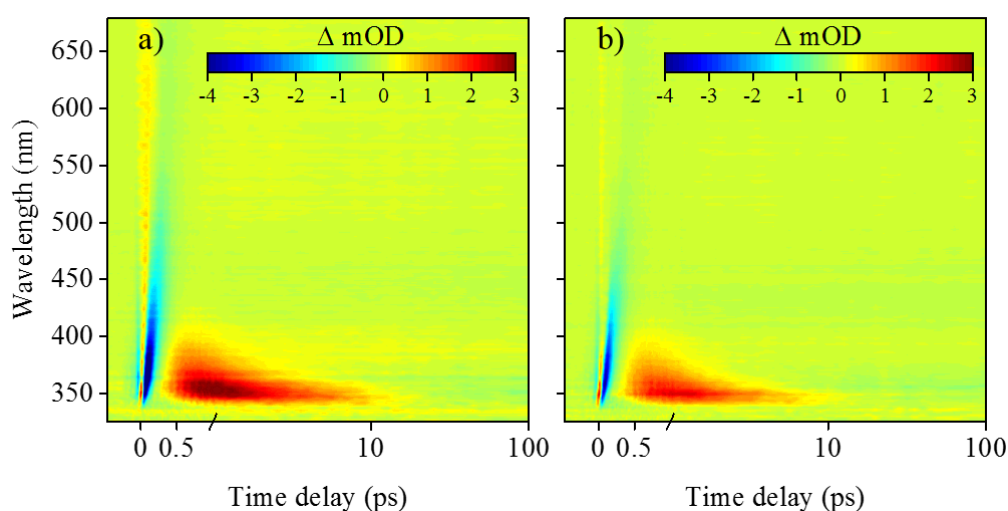 a) Δ mOD
-4 -3 -2 -1 0 1 2 3
b) Δ mOD
-4 -3 -2 -1 0 1 2 3
Wavelength (nm)
650
600
550
500
450
400
350
0 0.5 10 100
0 0.5 10 100
Time delay (ps)
Time delay (ps)